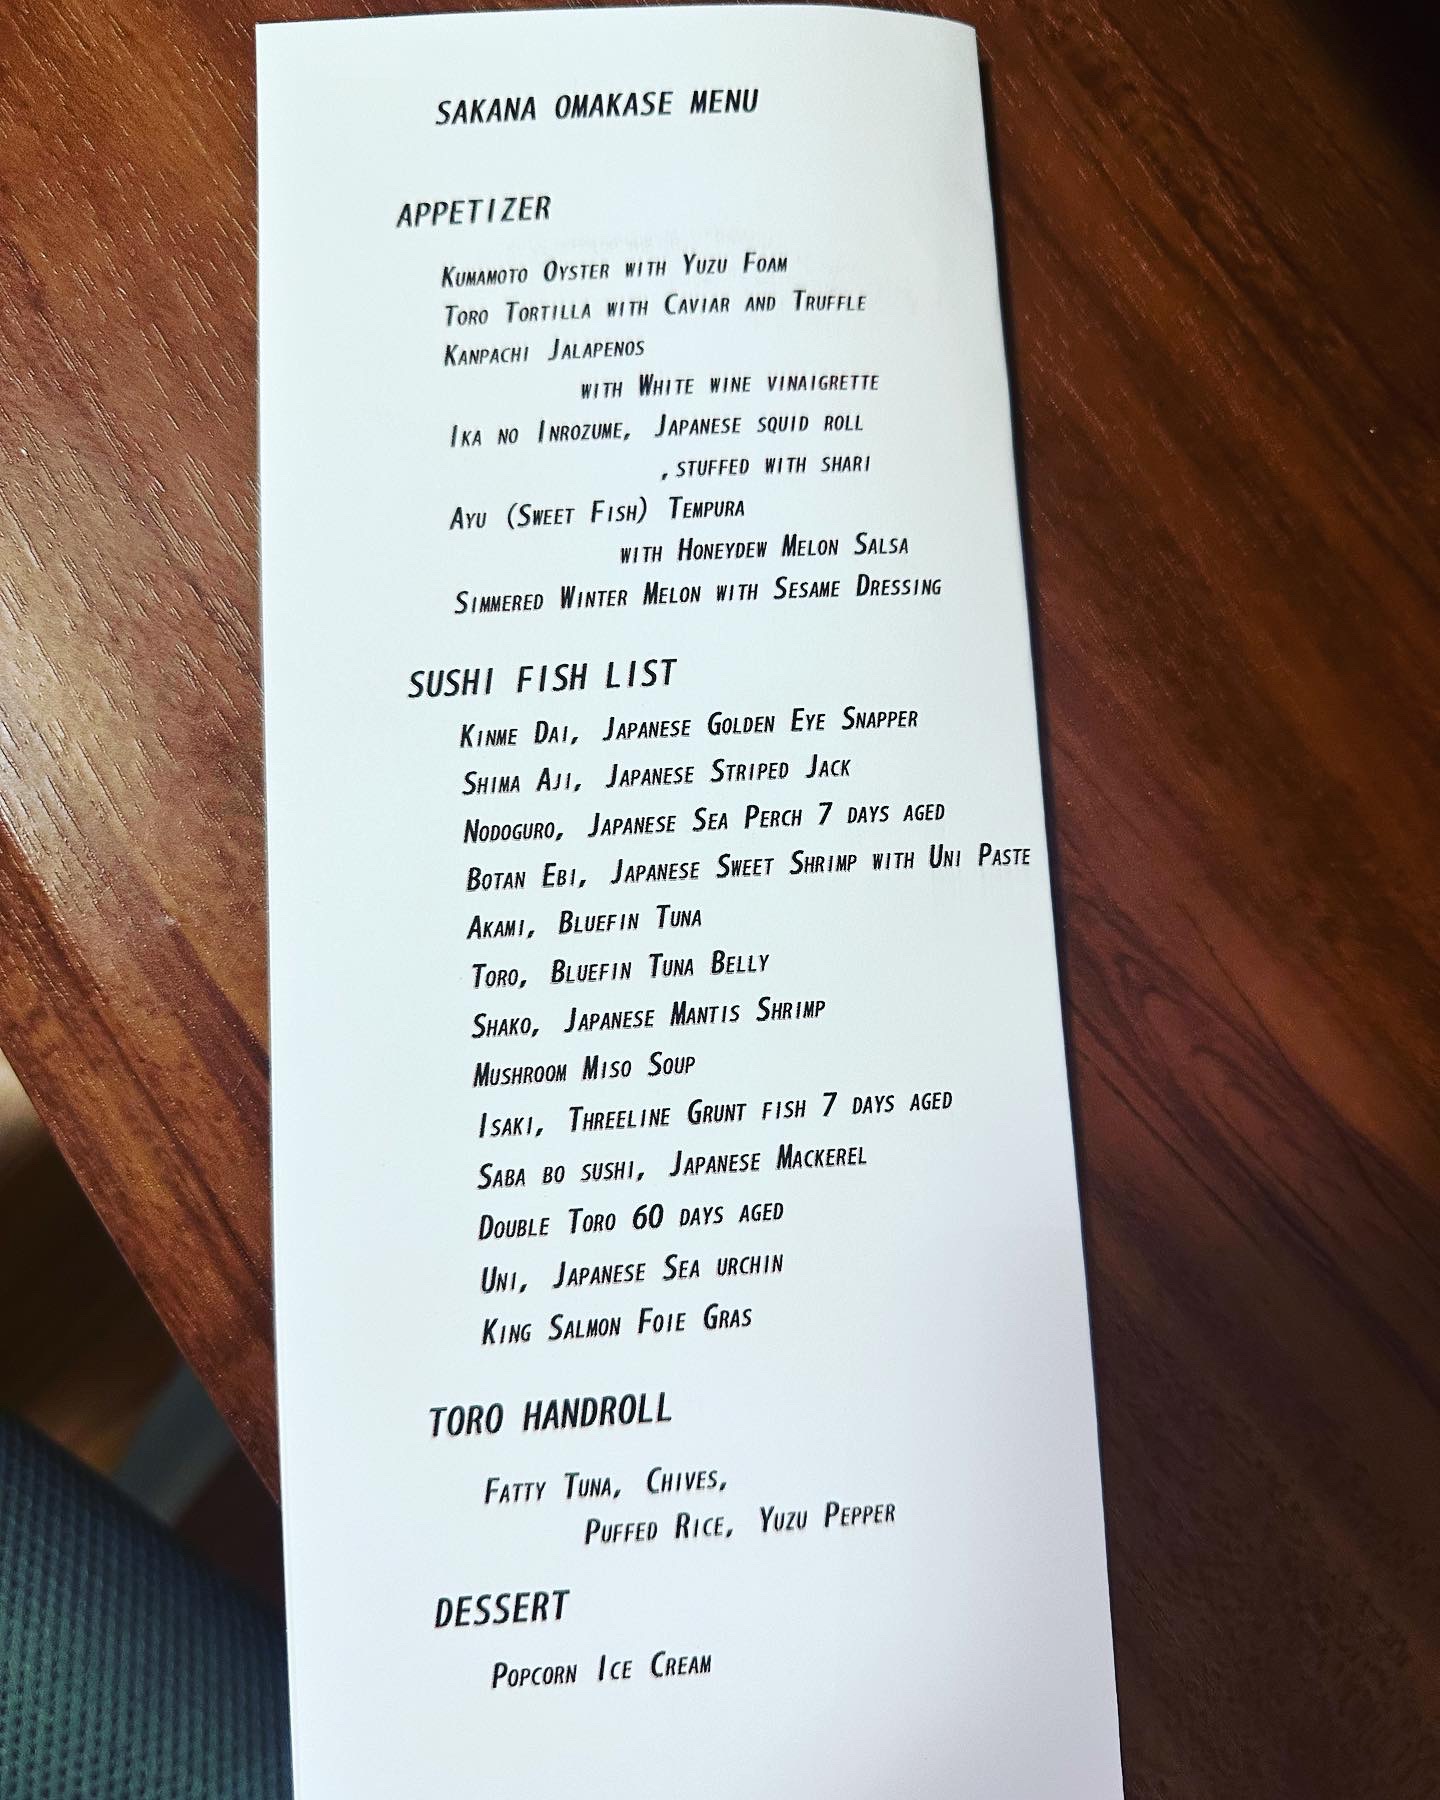 SAKANA OMAKASE MENU
APPETIZER
KUMAMOTO OYSTER WITH YUZU FOAM
TORO TORTILLA WITH CAVIAR AND TRUFFLE
KANPACHI JALAPENOS
WITH WHITE WINE VINAIGRETTE
IKA NO INROZUME, JAPANESE SQUID ROLL
,STUFFED WITH SHARI
AYU (SWEET FISH) TEMPURA
WITH HONEYDEW MELON SALSA
SIMMERED WINTER MELON WITH SESAME DRESSING
SUSHI FISH LIST
KINME DAI, JAPANESE GOLDEN EYE SNAPPER
SHIMA AJI, JAPANESE STRIPED JACK
NODOGURO, JAPANESE SEA PERCH 7 DAYS AGED
BOTAN EBI, JAPANESE SWEET SHRIMP WITH UNI PASTE
AKAMI, BLUEFIN TUNA
TORO, BLUEFIN TUNA BELLY
SHAKO, JAPANESE MANTIS SHRIMP
MUSHROOM MISO SOUP
ISAKI, THREELINE GRUNT FISH 7 DAYS AGED
SABA BO SUSHI, JAPANESE MACKEREL
DOUBLE TORO 60 DAYS AGED
UNI, JAPANESE SEA URCHIN
KING SALMON FOIE GRAS
TORO HANDROLL
FATTY TUNA, CHIVES,
PUFFED RICE, YUZU PEPPER
DESSERT
POPCORN ICE CREAM